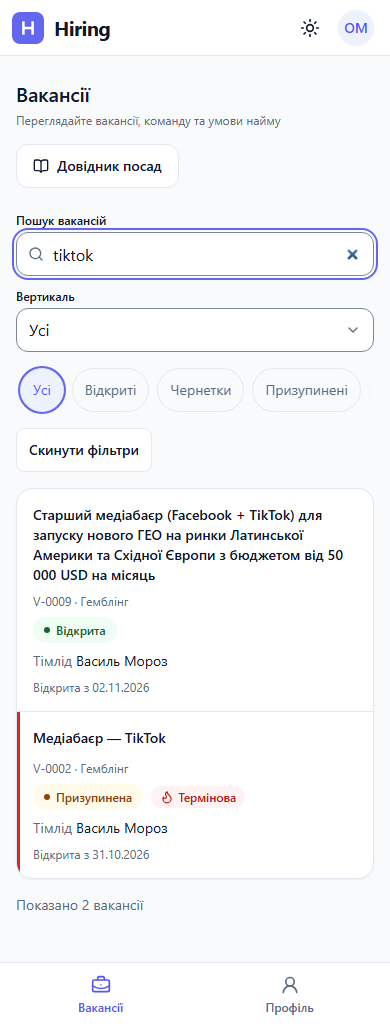 H Hiring OM
Вакансії
Переглядайте вакансії, команду та умови найму
Довідник посад
Пошук вакансій
tiktok
Вертикаль
Усі
Усі Відкриті Чернетки Призупинені
Скинути фільтри
Старший медіабаєр (Facebook + TikTok) для
запуску нового ГЕО на ринки Латинської
Америки та Східної Європи з бюджетом від 50
000 USD на місяць
V-0009 · Гемблінг
Відкрита
Тімлід Василь Мороз
Відкрита з 02.11.2026
Медіабаєр — TikTok
V-0002 · Гемблінг
Призупинена Термінова
Тімлід Василь Мороз
Відкрита з 31.10.2026
Показано 2 вакансії
Вакансії Профіль